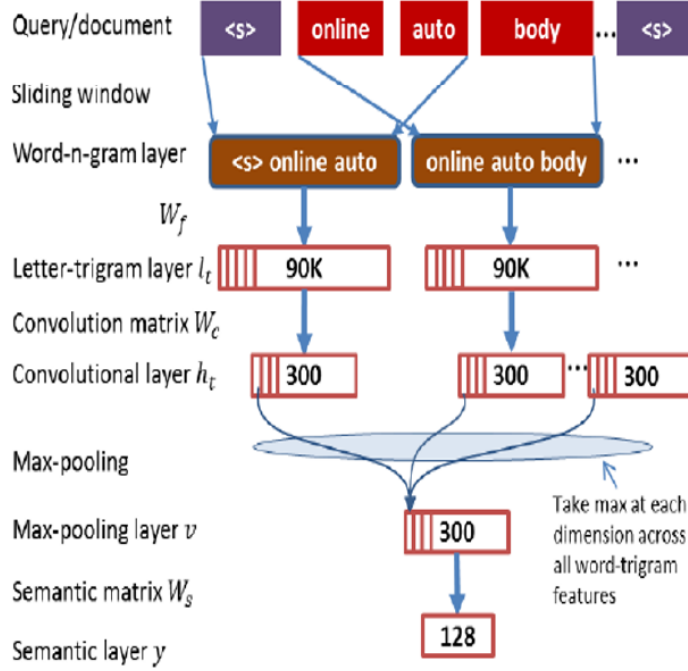 Query/document <s> online auto body ... <s>
Sliding window
Word-n-gram layer <s> online auto online auto body ...
W_f
Letter-trigram layer l_t 90K 90K ...
Convolution matrix W_c
Convolutional layer h_t 300 300 ... 300
Max-pooling
Take max at each
dimension across
all word-trigram
features
Max-pooling layer v 300
Semantic matrix W_s
Semantic layer y 128